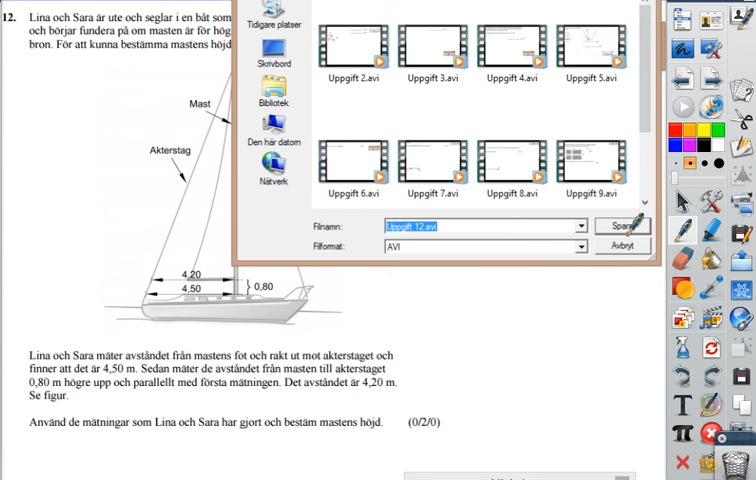 12. Lina och Sara är ute och seglar i en båt som
och börjar fundera på om masten är för hög
bron. För att kunna bestämma mastens höjd
Mast
Akterstag
4,20
4,50
0,80
Lina och Sara mäter avståndet från mastens fot och rakt ut mot akterstaget och
finner att det är 4,50 m. Sedan mäter de avståndet från masten till akterstaget
0,80 m högre upp och parallellt med första mätningen. Det avståndet är 4,20 m.
Se figur.
Använd de mätningar som Lina och Sara har gjort och bestäm mastens höjd. (0/2/0)
Tidigare platser
Skrivbord
Bibliotek
Den här datorn
Nätverk
Uppgift 2.avi
Uppgift 3.avi
Uppgift 4.avi
Uppgift 5.avi
Uppgift 6.avi
Uppgift 7.avi
Uppgift 8.avi
Uppgift 9.avi
Filnamn: Uppgift 12.avi
Spara
Filformat: AVI
Avbryt